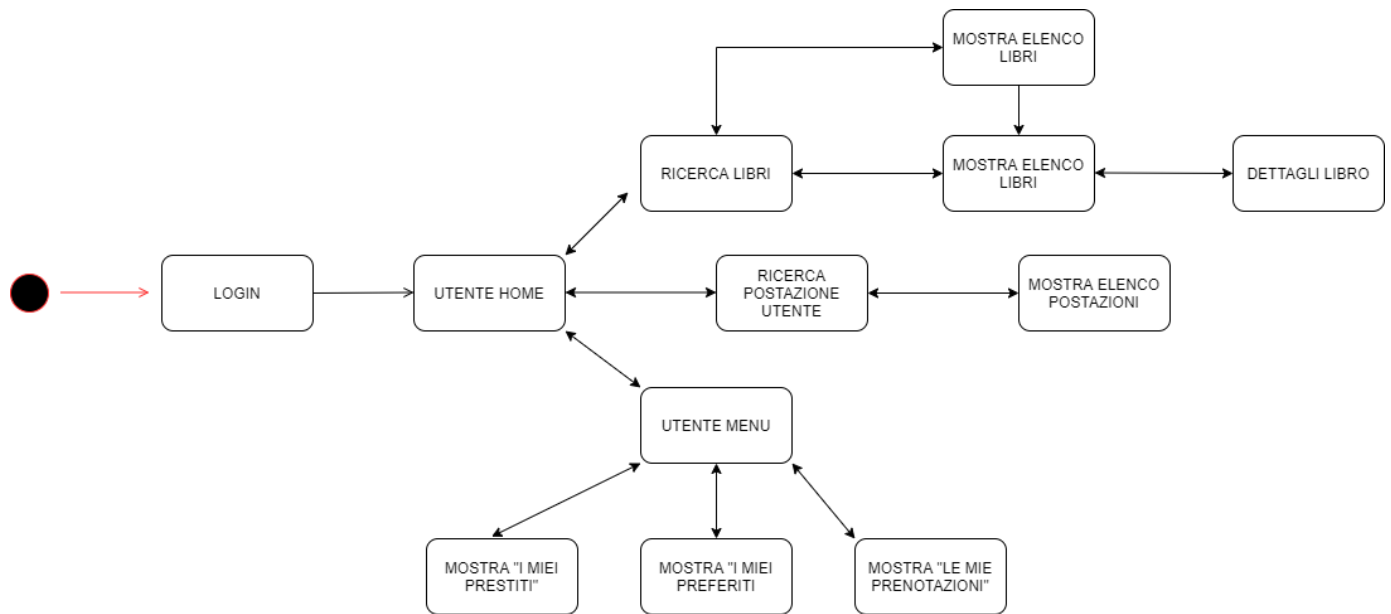 MOSTRA ELENCO
LIBRI
RICERCA LIBRI
MOSTRA ELENCO
LIBRI
DETTAGLI LIBRO
LOGIN
UTENTE HOME
RICERCA
POSTAZIONE
UTENTE
MOSTRA ELENCO
POSTAZIONI
UTENTE MENU
MOSTRA "I MIEI
PRESTITI"
MOSTRA "I MIEI
PREFERITI
MOSTRA "LE MIE
PRENOTAZIONI"